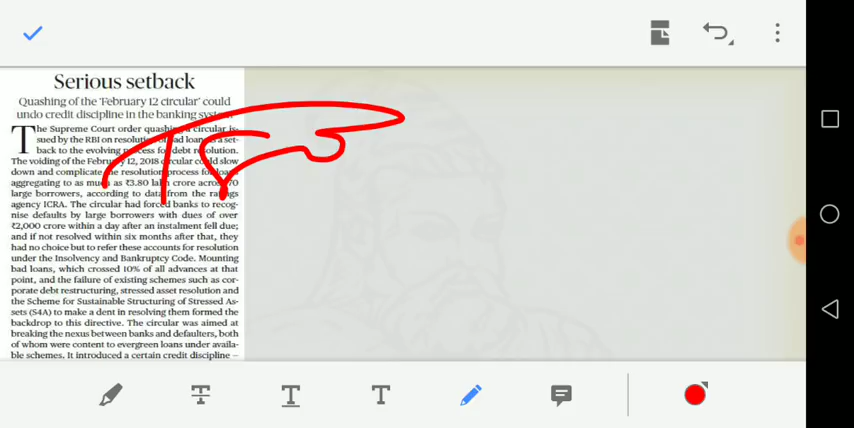 Serious setback
Quashing of the 'February 12 circular' could
undo credit discipline in the banking system
The Supreme Court order quashing a circular is-
sued by the RBI on resolution of bad loans is a set-
back to the evolving process for debt resolution.
The voiding of the February 12, 2018 circular could slow
down and complicate the resolution process for loans
aggregating to as much as ₹3.80 lakh crore across 70
large borrowers, according to data from the ratings
agency ICRA. The circular had forced banks to recog-
nise defaults by large borrowers with dues of over
₹2,000 crore within a day after an instalment fell due;
and if not resolved within six months after that, they
had no choice but to refer these accounts for resolution
under the Insolvency and Bankruptcy Code. Mounting
bad loans, which crossed 10% of all advances at that
point, and the failure of existing schemes such as cor-
porate debt restructuring, stressed asset resolution and
the Scheme for Sustainable Structuring of Stressed As-
sets (S4A) to make a dent in resolving them formed the
backdrop to this directive. The circular was aimed at
breaking the nexus between banks and defaulters, both
of whom were content to evergreen loans under availa-
ble schemes. It introduced a certain credit discipline –